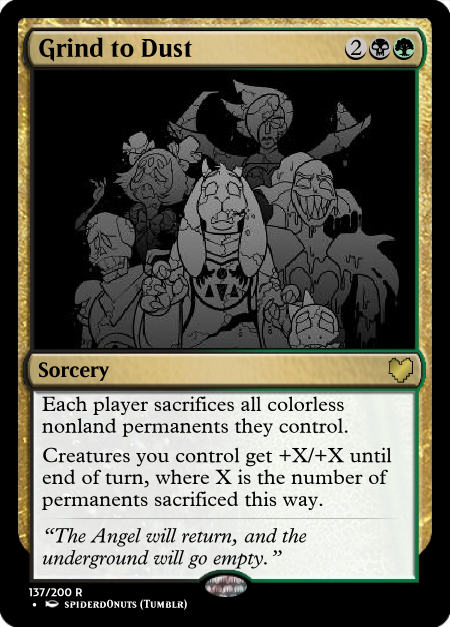 Grind to Dust
2
Sorcery
Each player sacrifices all colorless
nonland permanents they control.
Creatures you control get +X/+X until
end of turn, where X is the number of
permanents sacrificed this way.
“The Angel will return, and the
underground will go empty.”
137/200 R
• SPIDERD0NUTS (TUMBLR)